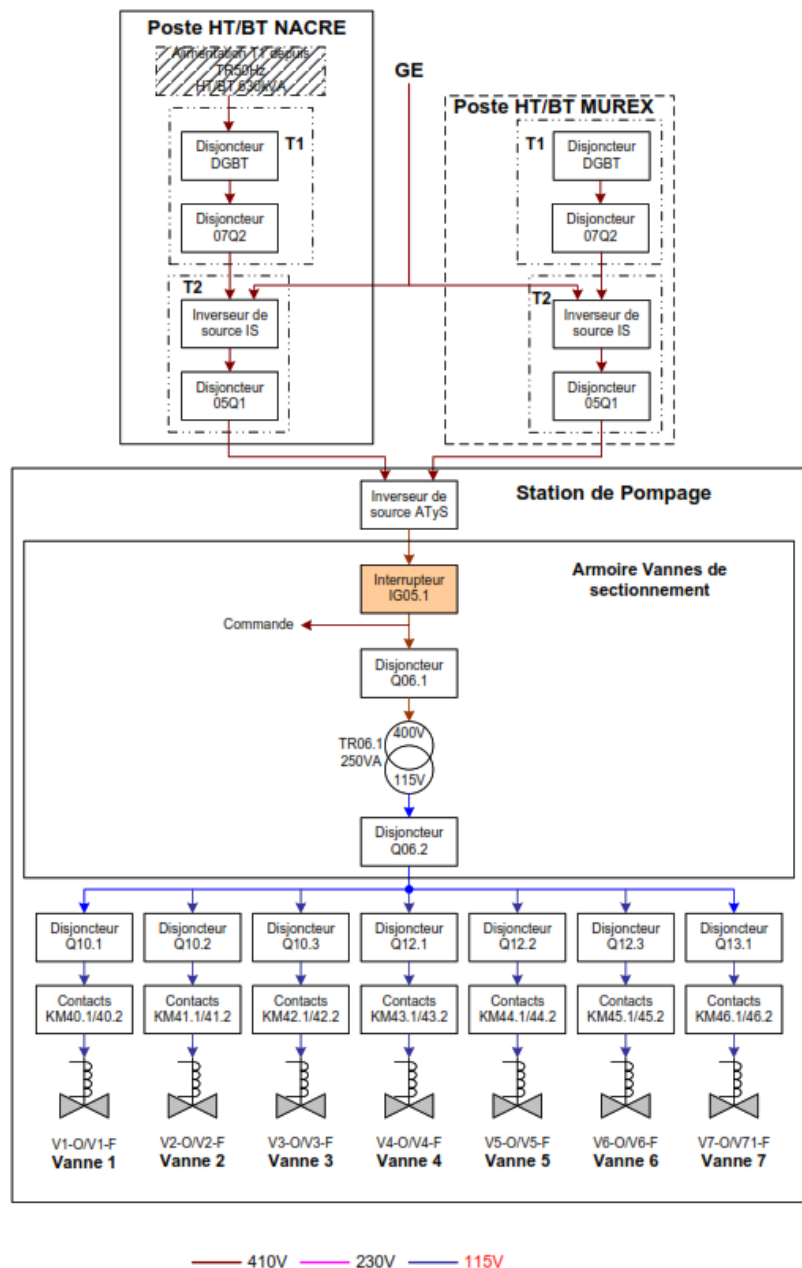 Poste HT/BT NACRE
Alimentation T1 depuis
TR50Hz
HT/BT 630kVA
GE
Poste HT/BT MUREX
Disjoncteur
DGBT
T1
T1
Disjoncteur
DGBT
Disjoncteur
07Q2
Disjoncteur
07Q2
T2
T2
Inverseur de
source IS
Inverseur de
source IS
Disjoncteur
05Q1
Disjoncteur
05Q1
Inverseur de
source ATyS
Station de Pompage
Interrupteur
IG05.1
Armoire Vannes de
sectionnement
Commande
Disjoncteur
Q06.1
TR06.1
250VA
400V
115V
Disjoncteur
Q06.2
Disjoncteur
Q10.1
Disjoncteur
Q10.2
Disjoncteur
Q10.3
Disjoncteur
Q12.1
Disjoncteur
Q12.2
Disjoncteur
Q12.3
Disjoncteur
Q13.1
Contacts
KM40.1/40.2
Contacts
KM41.1/41.2
Contacts
KM42.1/42.2
Contacts
KM43.1/43.2
Contacts
KM44.1/44.2
Contacts
KM45.1/45.2
Contacts
KM46.1/46.2
V1-O/V1-F
Vanne 1
V2-O/V2-F
Vanne 2
V3-O/V3-F
Vanne 3
V4-O/V4-F
Vanne 4
V5-O/V5-F
Vanne 5
V6-O/V6-F
Vanne 6
V7-O/V71-F
Vanne 7
410V
230V
115V